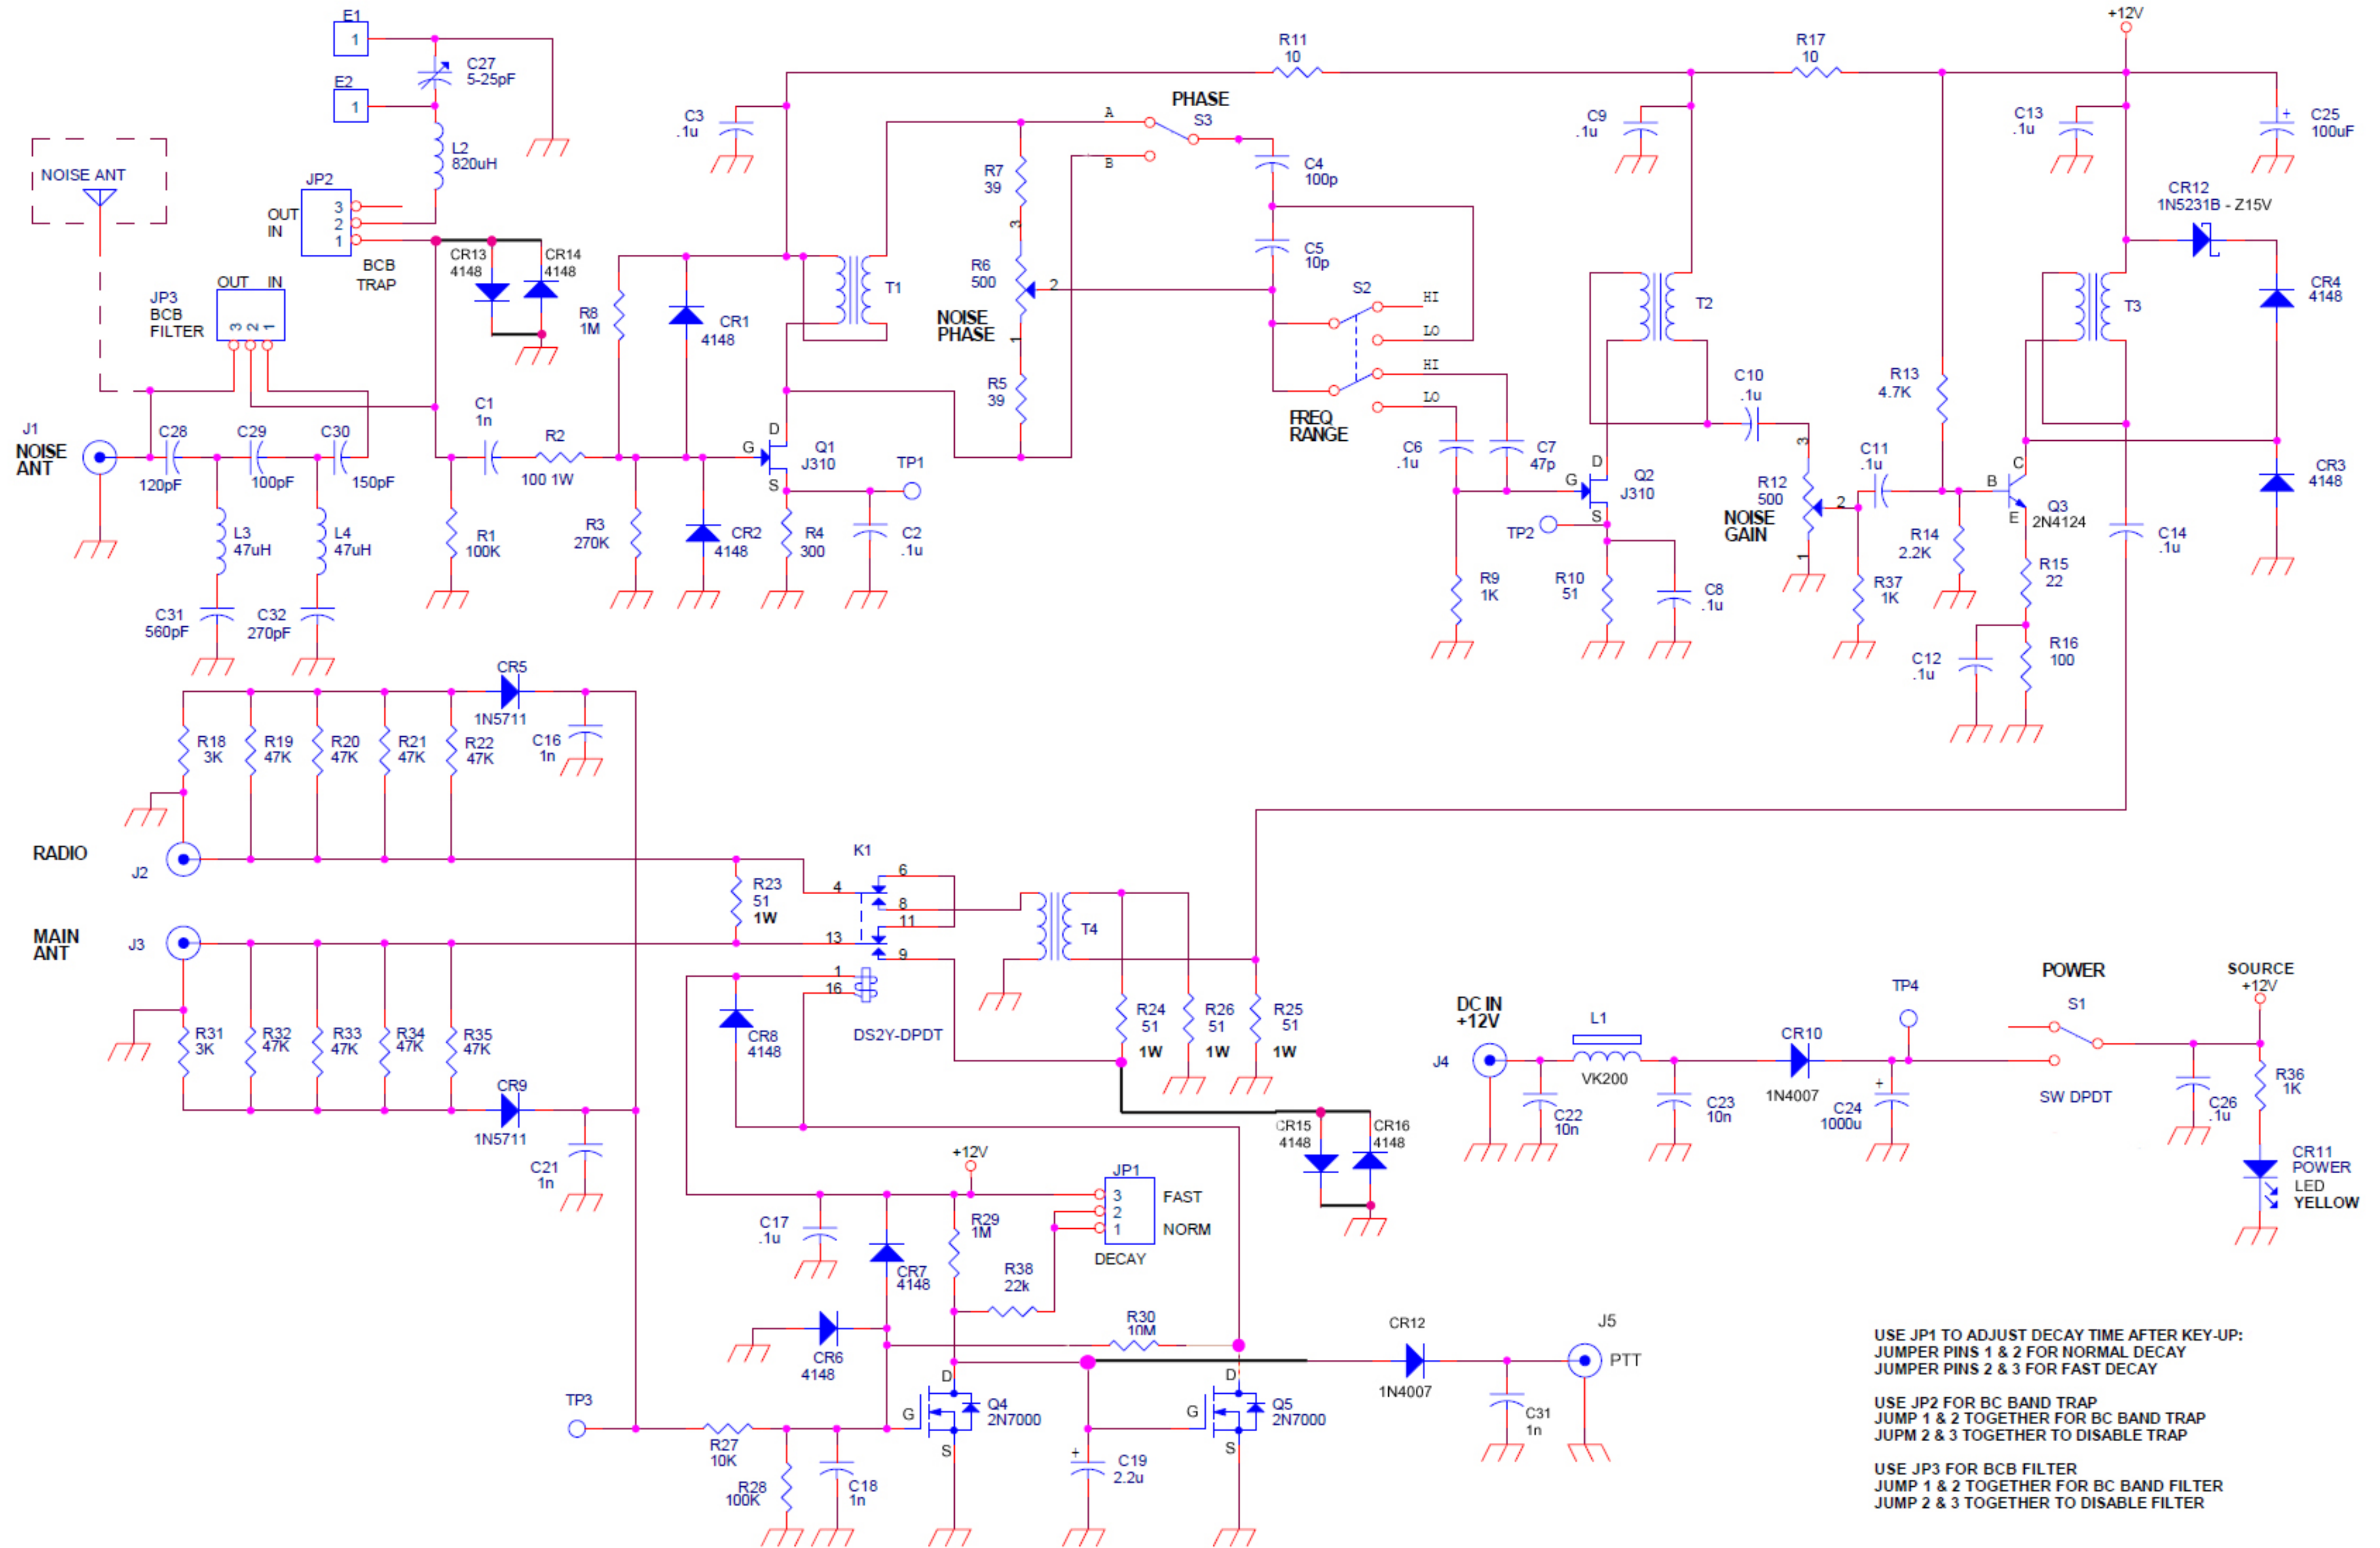 E1
1
C27
5-25pF
E2
1
L2
820uH
NOISE ANT
JP2
OUT
IN
3
2
1
BCB
TRAP
CR13
4148
CR14
4148
OUT IN
JP3
BCB
FILTER
3 2 1
J1
NOISE
ANT
C28
120pF
C29
100pF
C30
150pF
L3
47uH
L4
47uH
C31
560pF
C32
270pF
C1
1n
R2
100 1W
R1
100K
R3
270K
R8
1M
CR1
4148
CR2
4148
C3
.1u
T1
D
G
S
Q1
J310
TP1
R4
300
C2
.1u
R11
10
PHASE
S3
A
B
R7
39
3
R6
500
2
NOISE
PHASE
1
R5
39
C4
100p
C5
10p
S2
HI
LO
HI
LO
FREQ
RANGE
C6
.1u
C7
47p
R9
1K
R17
10
C9
.1u
T2
D
G
S
Q2
J310
TP2
R10
51
C8
.1u
C10
.1u
3
R12
500
2
NOISE
GAIN
1
C11
.1u
R37
1K
R13
4.7K
R14
2.2K
B
C
E
Q3
2N4124
R15
22
R16
100
C12
.1u
+12V
C13
.1u
C25
100uF
+
CR12
1N5231B - Z15V
T3
CR4
4148
CR3
4148
C14
.1u
CR5
1N5711
C16
1n
R18
3K
R19
47K
R20
47K
R21
47K
R22
47K
RADIO
J2
MAIN
ANT
J3
R31
3K
R32
47K
R33
47K
R34
47K
R35
47K
CR9
1N5711
C21
1n
R23
51
1W
K1
4
6
8
11
13
9
1
16
DS2Y-DPDT
CR8
4148
T4
R24
51
1W
R26
51
1W
R25
51
1W
CR15
4148
CR16
4148
+12V
JP1
3
2
1
FAST
NORM
DECAY
C17
.1u
CR7
4148
R29
1M
R38
22k
CR6
4148
R30
10M
TP3
R27
10K
R28
100K
C18
1n
D
G
S
Q4
2N7000
+
C19
2.2u
D
G
S
Q5
2N7000
CR12
1N4007
J5
PTT
C31
1n
DC IN
+12V
J4
L1
VK200
C22
10n
C23
10n
CR10
1N4007
TP4
+
C24
1000u
POWER
S1
SW DPDT
SOURCE
+12V
C26
.1u
R36
1K
CR11
POWER
LED
YELLOW
USE JP1 TO ADJUST DECAY TIME AFTER KEY-UP:
JUMPER PINS 1 & 2 FOR NORMAL DECAY
JUMPER PINS 2 & 3 FOR FAST DECAY
USE JP2 FOR BC BAND TRAP
JUMP 1 & 2 TOGETHER FOR BC BAND TRAP
JUPM 2 & 3 TOGETHER TO DISABLE TRAP
USE JP3 FOR BCB FILTER
JUMP 1 & 2 TOGETHER FOR BC BAND FILTER
JUMP 2 & 3 TOGETHER TO DISABLE FILTER